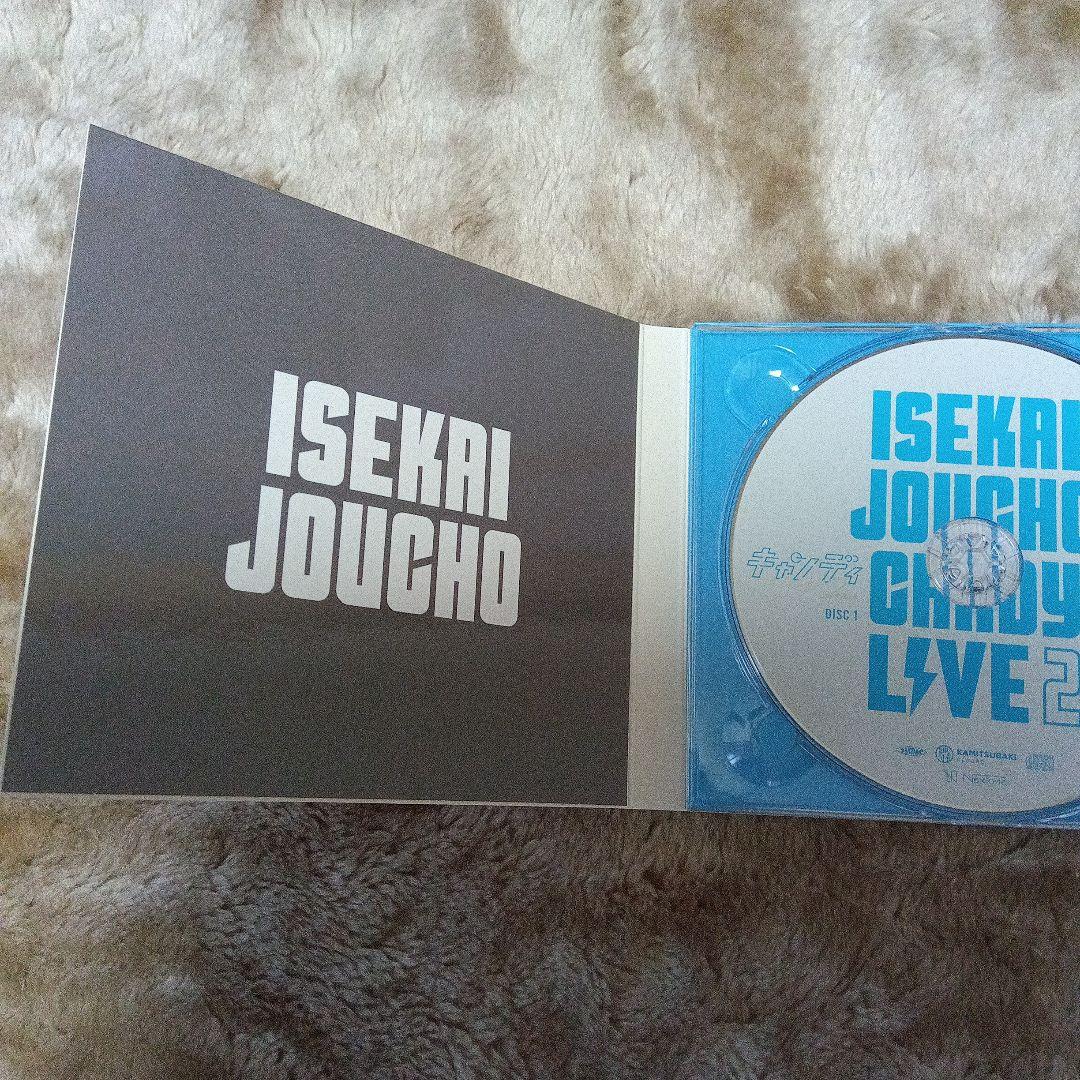 ISEKAI
JOUCHO
ISEKAI
JOUCHO
CANDY
LIVE 2
キャンディ
DISC 1
KAMITSUBAKI